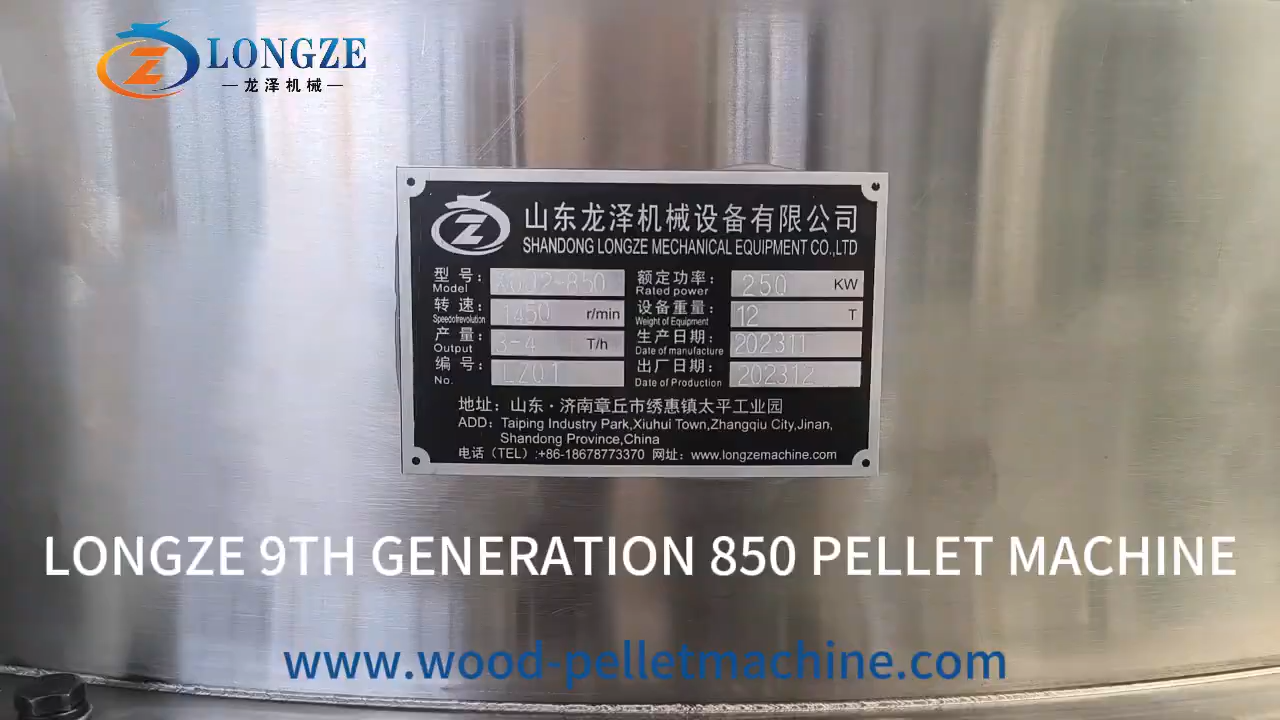 LONGZE
龙泽机械
山东龙泽机械设备有限公司
SHANDONG LONGZE MECHANICAL EQUIPMENT CO.,LTD
型号: 850 额定功率: 250 KW
Model Rated power
转速: 1450 r/min 设备重量: 12 T
Speedofrevolution Weight of Equipment
产量: 3-4 T/h 生产日期: 202311
Output Date of manufacture
编号: LZ01 出厂日期: 202312
No. Date of Production
地址: 山东·济南章丘市绣惠镇太平工业园
ADD: Taiping Industry Park,Xiuhui Town,Zhangqiu City,Jinan,
Shandong Province,China
电话(TEL):+86-18678773370 网址: www.longzemachine.com
LONGZE 9TH GENERATION 850 PELLET MACHINE
www.wood-pelletmachine.com